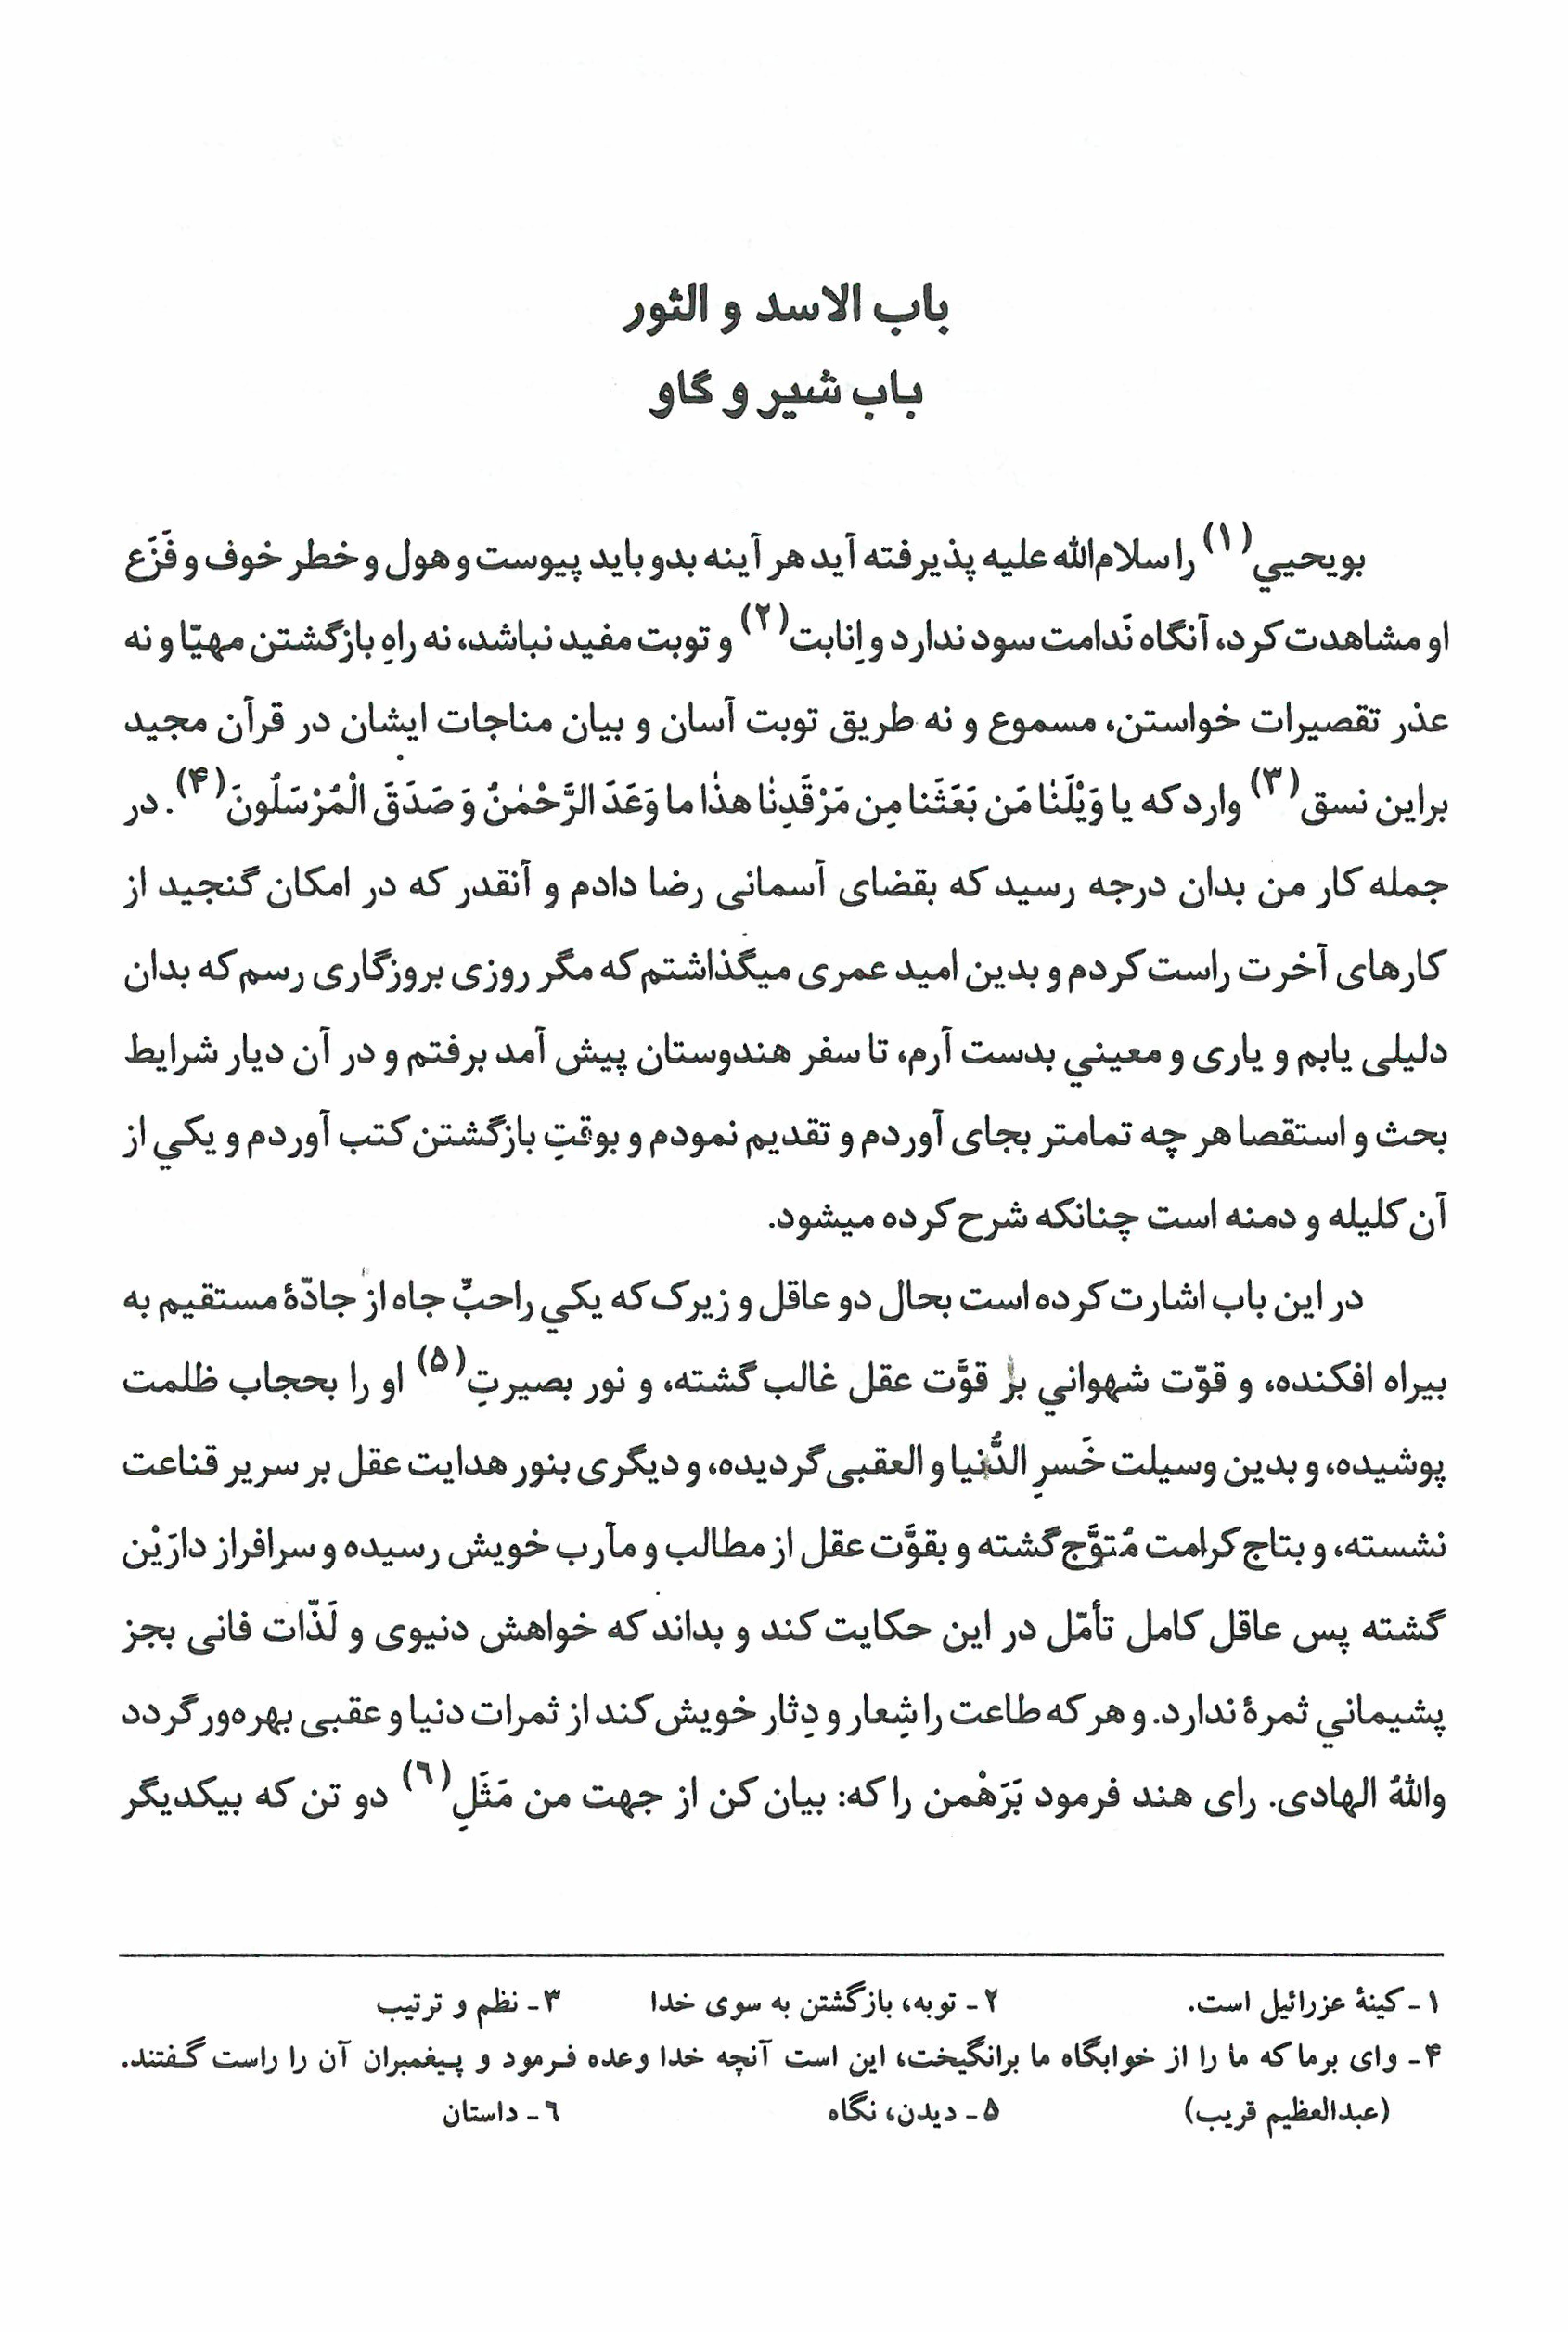 باب الاسد و الثور
باب شیر و گاو
بویحیي(۱) را سلام‌الله علیه پذیرفته آید هر آینه بدو باید پیوست و هول و خطر خوف و فَزَع
او مشاهدت کرد، آنگاه نَدامت سود ندارد و اِنابت(۲) و توبت مفید نباشد، نه راهِ بازگشتن مهیّا و نه
عذر تقصیرات خواستن، مسموع و نه طریق توبت آسان و بیان مناجات ایشان در قرآن مجید
براین نسق(۳) وارد که یا وَیْلَنٰا مَن بَعَثَنا مِن مَرْقَدِنٰا هذٰا ما وَعَدَ الرَّحْمٰنُ وَ صَدَقَ الْمُرْسَلُونَ(۴). در
جمله کار من بدان درجه رسید که بقضای آسمانی رضا دادم و آنقدر که در امکان گنجید از
کارهای آخرت راست کردم و بدین امید عمری میگذاشتم که مگر روزی بروزگاری رسم که بدان
دلیلی یابم و یاری و معیني بدست آرم، تا سفر هندوستان پیش آمد برفتم و در آن دیار شرایط
بحث و استقصا هر چه تمامتر بجای آوردم و تقدیم نمودم و بوقتِ بازگشتن کتب آوردم و یکي از
آن کلیله و دمنه است چنانکه شرح کرده میشود.
در این باب اشارت کرده است بحال دو عاقل و زیرک که یکي را حبِّ جاه از جادّهٔ مستقیم به
بیراه افکنده، و قوّت شهواني بر قوَّت عقل غالب گشته، و نور بصیرتِ(۵) او را بحجاب ظلمت
پوشیده، و بدین وسیلت خَسرِ الدُّنیا و العقبی گردیده، و دیگری بنور هدایت عقل بر سریر قناعت
نشسته، و بتاج کرامت مُتوَّج گشته و بقوَّت عقل از مطالب و مآرب خویش رسیده و سرافراز دارَیْن
گشته پس عاقل کامل تأمّل در این حکایت کند و بداند که خواهش دنیوی و لَذّات فانی بجز
پشیماني ثمرهٔ ندارد. و هر که طاعت را شِعار و دِثار خویش کند از ثمرات دنیا و عقبی بهره‌ور گردد
واللهُ الهادی. رای هند فرمود بَرَهْمن را که: بیان کن از جهت من مَثَلِ(٦) دو تن که بیکدیگر
۱- کینهٔ عزرائیل است. ۲- توبه، بازگشتن به سوی خدا ۳- نظم و ترتیب
۴- وای برما که ما را از خوابگاه ما برانگیخت، این است آنچه خدا وعده فرمود و پیغمبران آن را راست گفتند.
(عبدالعظیم قریب) ۵- دیدن، نگاه ٦- داستان